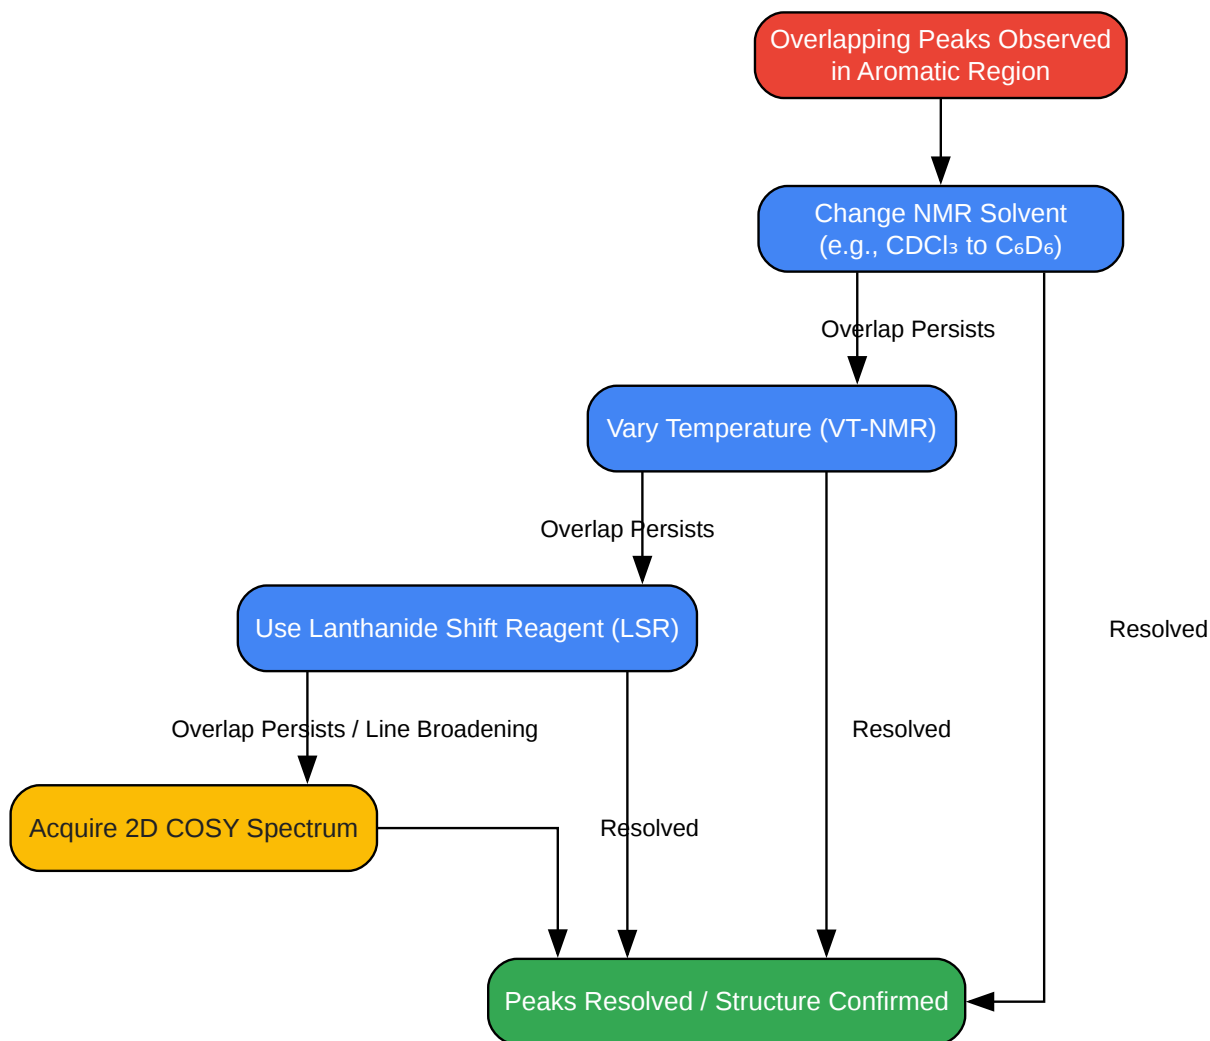 Overlapping Peaks Observed
in Aromatic Region
Change NMR Solvent
(e.g., CDCl₃ to C₆D₆)
Overlap Persists
Vary Temperature (VT-NMR)
Overlap Persists
Use Lanthanide Shift Reagent (LSR)
Resolved
Overlap Persists / Line Broadening
Resolved
Acquire 2D COSY Spectrum
Resolved
Peaks Resolved / Structure Confirmed